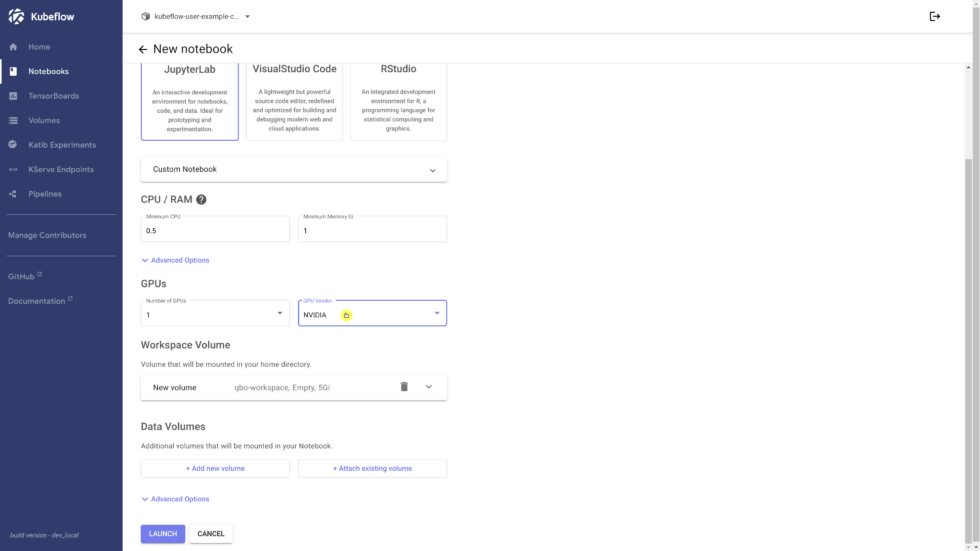 Kubeflow
kubeflow-user-example-c...
Home
Notebooks
TensorBoards
Volumes
Katib Experiments
KServe Endpoints
Pipelines
Manage Contributors
GitHub
Documentation
build version - dev_local
New notebook
JupyterLab
An interactive development
environment for notebooks,
code, and data. Ideal for
prototyping and
experimentation.
VisualStudio Code
A lightweight but powerful
source code editor, redefined
and optimized for building and
debugging modern web and
cloud applications.
RStudio
An integrated development
environment for R, a
programming language for
statistical computing and
graphics.
Custom Notebook
CPU / RAM ?
Minimum CPU
0.5
Minimum Memory Gi
1
Advanced Options
GPUs
Number of GPUs
1
GPU Vendor
NVIDIA
Workspace Volume
Volume that will be mounted in your home directory.
New volume qbo-workspace, Empty, 5Gi
Data Volumes
Additional volumes that will be mounted in your Notebook.
+ Add new volume
+ Attach existing volume
Advanced Options
LAUNCH
CANCEL